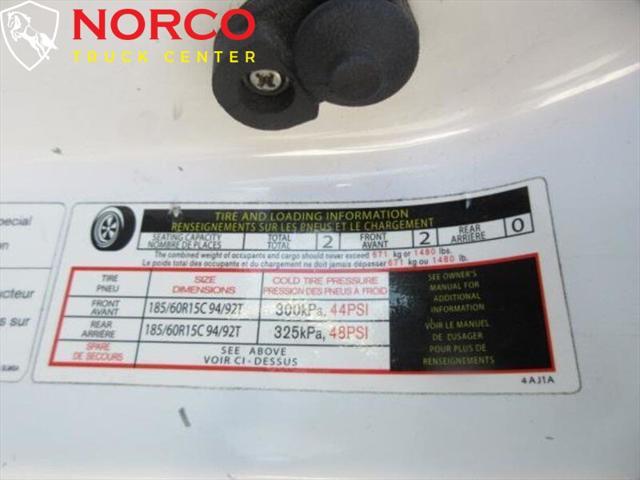 NORCO
TRUCK CENTER
pecial
on
ucteur
s sur
TIRE AND LOADING INFORMATION
RENSEIGNEMENTS SUR LES PNEUS ET LE CHARGEMENT
SEATING CAPACITY TOTAL 2 FRONT 2 REAR 0
NOMBRE DE PLACES TOTAL AVANT ARRIÈRE
The combined weight of occupants and cargo should never exceed 671 kg or 1480 lbs.
Le poids total des occupants et du chargement ne doit jamais dépasser 671 kg ou 1480 lb.
TIRE SIZE COLD TIRE PRESSURE
PNEU DIMENSIONS PRESSION DES PNEUS À FROID
FRONT
AVANT 185/60R15C 94/92T 300kPa, 44PSI
REAR
ARRIÈRE 185/60R15C 94/92T 325kPa, 48PSI
SPARE SEE ABOVE
DE SECOURS VOIR CI-DESSUS
SEE OWNER'S
MANUAL FOR
ADDITIONAL
INFORMATION
VOIR LE MANUEL
DE L'USAGER
POUR PLUS DE
RENSEIGNEMENTS
4AJ1A